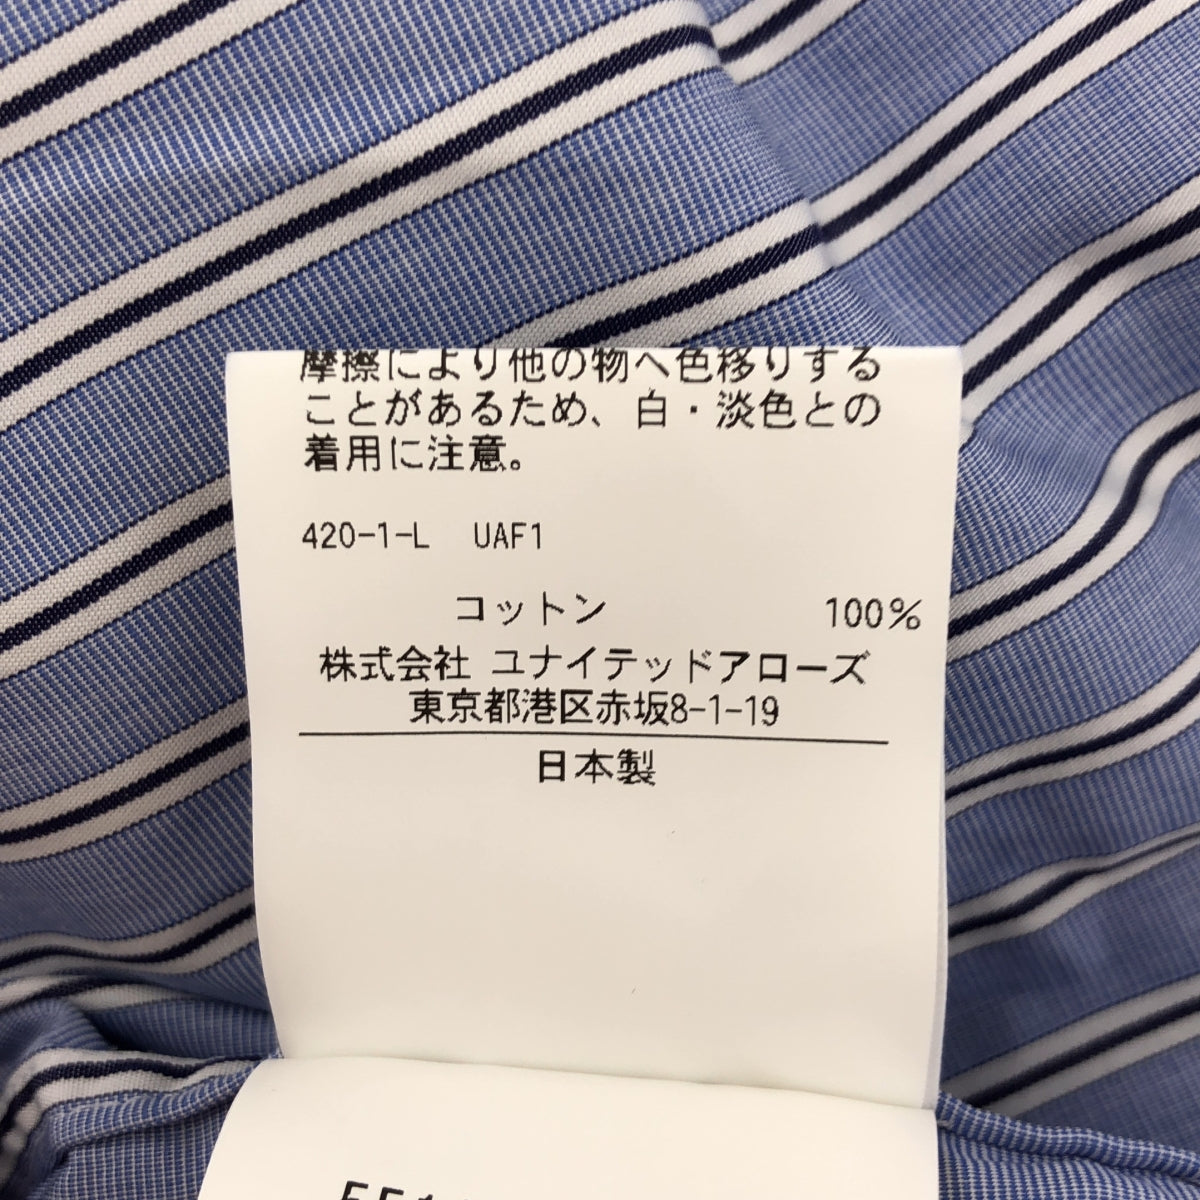 摩擦により他の物へ色移りする
ことがあるため、白・淡色との
着用に注意。
420-1-L UAF1
コットン 100%
株式会社 ユナイテッドアローズ
東京都港区赤坂8-1-19
日本製